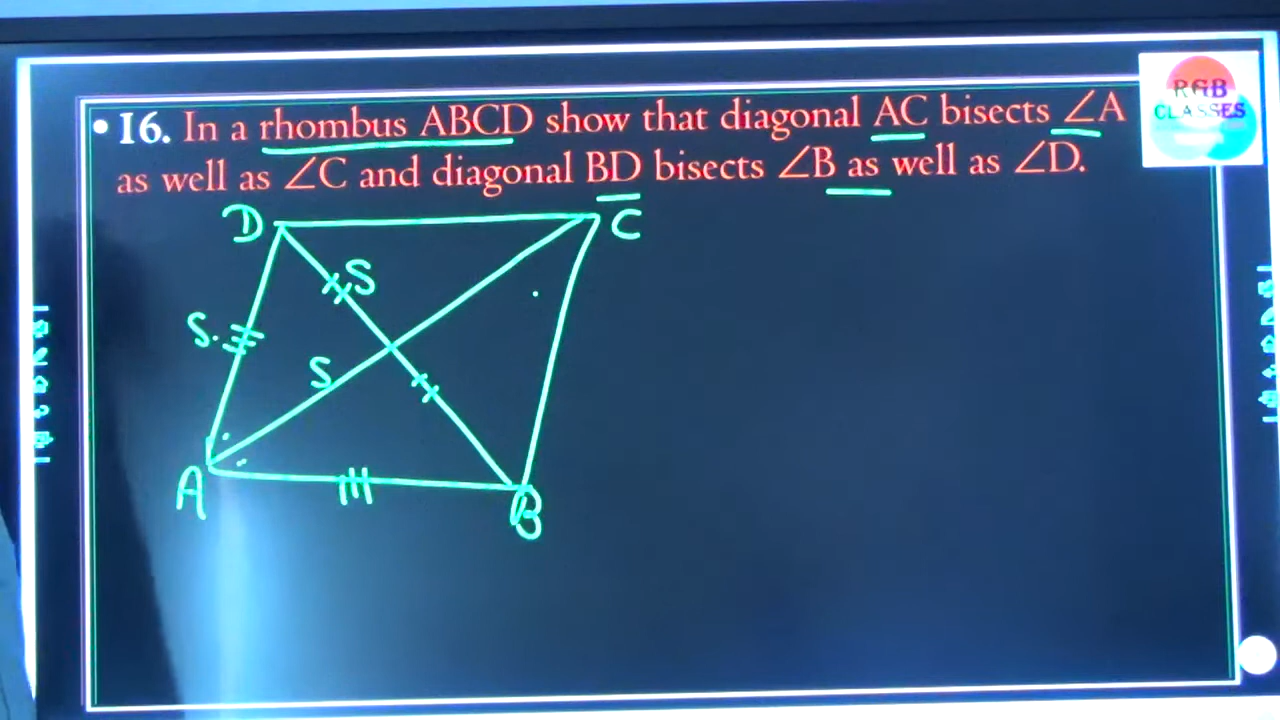 RGB
CLASSES
• 16. In a rhombus ABCD show that diagonal AC bisects ∠A
as well as ∠C and diagonal BD bisects ∠B as well as ∠D.
D
C
S
S.
S
A
B